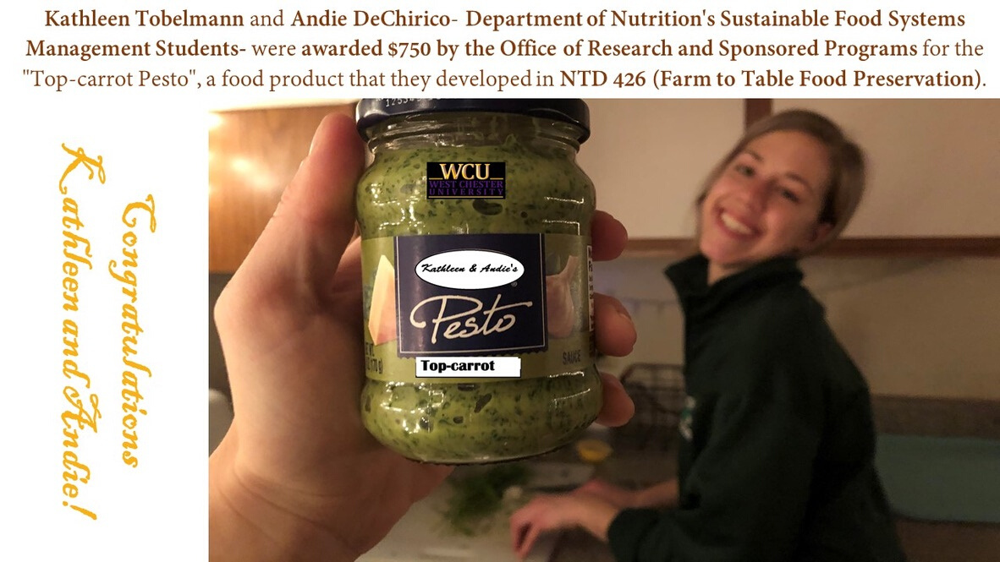 Kathleen Tobelmann and Andie DeChirico- Department of Nutrition's Sustainable Food Systems
Management Students- were awarded $750 by the Office of Research and Sponsored Programs for the
"Top-carrot Pesto", a food product that they developed in NTD 426 (Farm to Table Food Preservation).
Congratulations
Kathleen and Andie!
WCU
WEST CHESTER
UNIVERSITY
Kathleen & Andie's
Pesto
Top-carrot
SAUCE